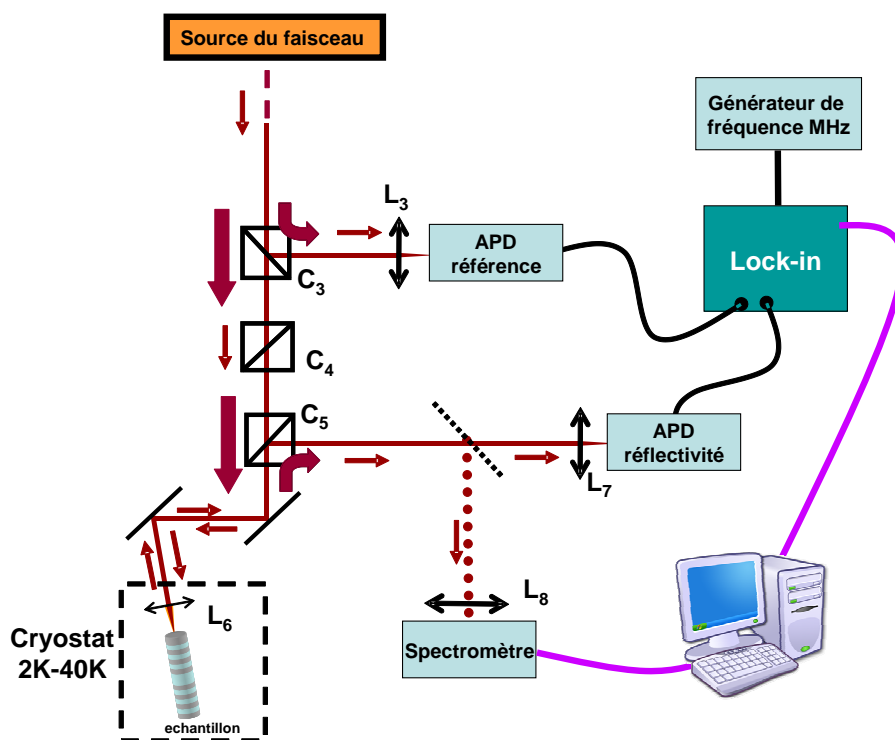 Source du faisceau
Générateur de
fréquence MHz
L3
APD
référence
Lock-in
C3
C4
C5
APD
réflectivité
L7
L8
L6
Cryostat
2K-40K
Spectromètre
echantillon